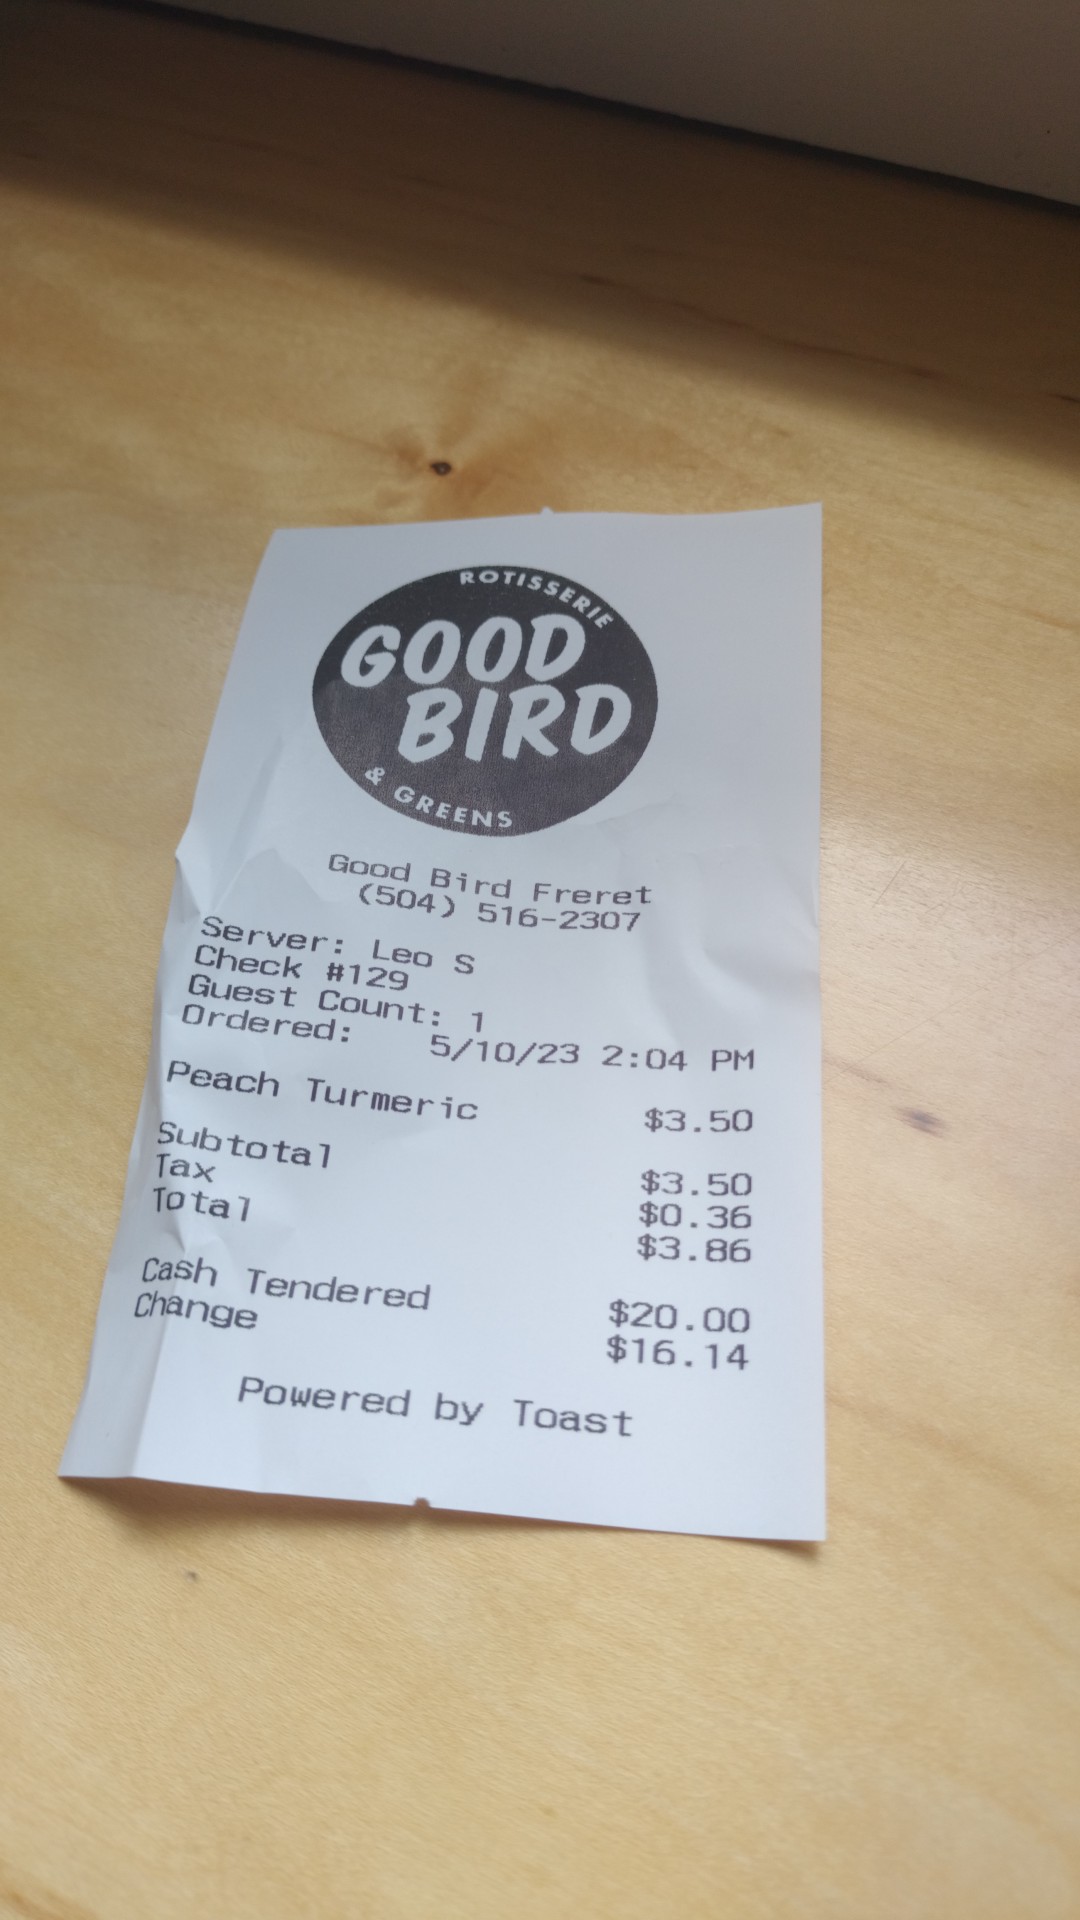 ROTISSERIE
GOOD
BIRD
& GREENS
Good Bird Freret
(504) 516-2307
Server: Leo S
Check #129
Guest Count: 1
Ordered: 5/10/23 2:04 PM
Peach Turmeric $3.50
Subtotal $3.50
Tax $0.36
Total $3.86
Cash Tendered $20.00
Change $16.14
Powered by Toast